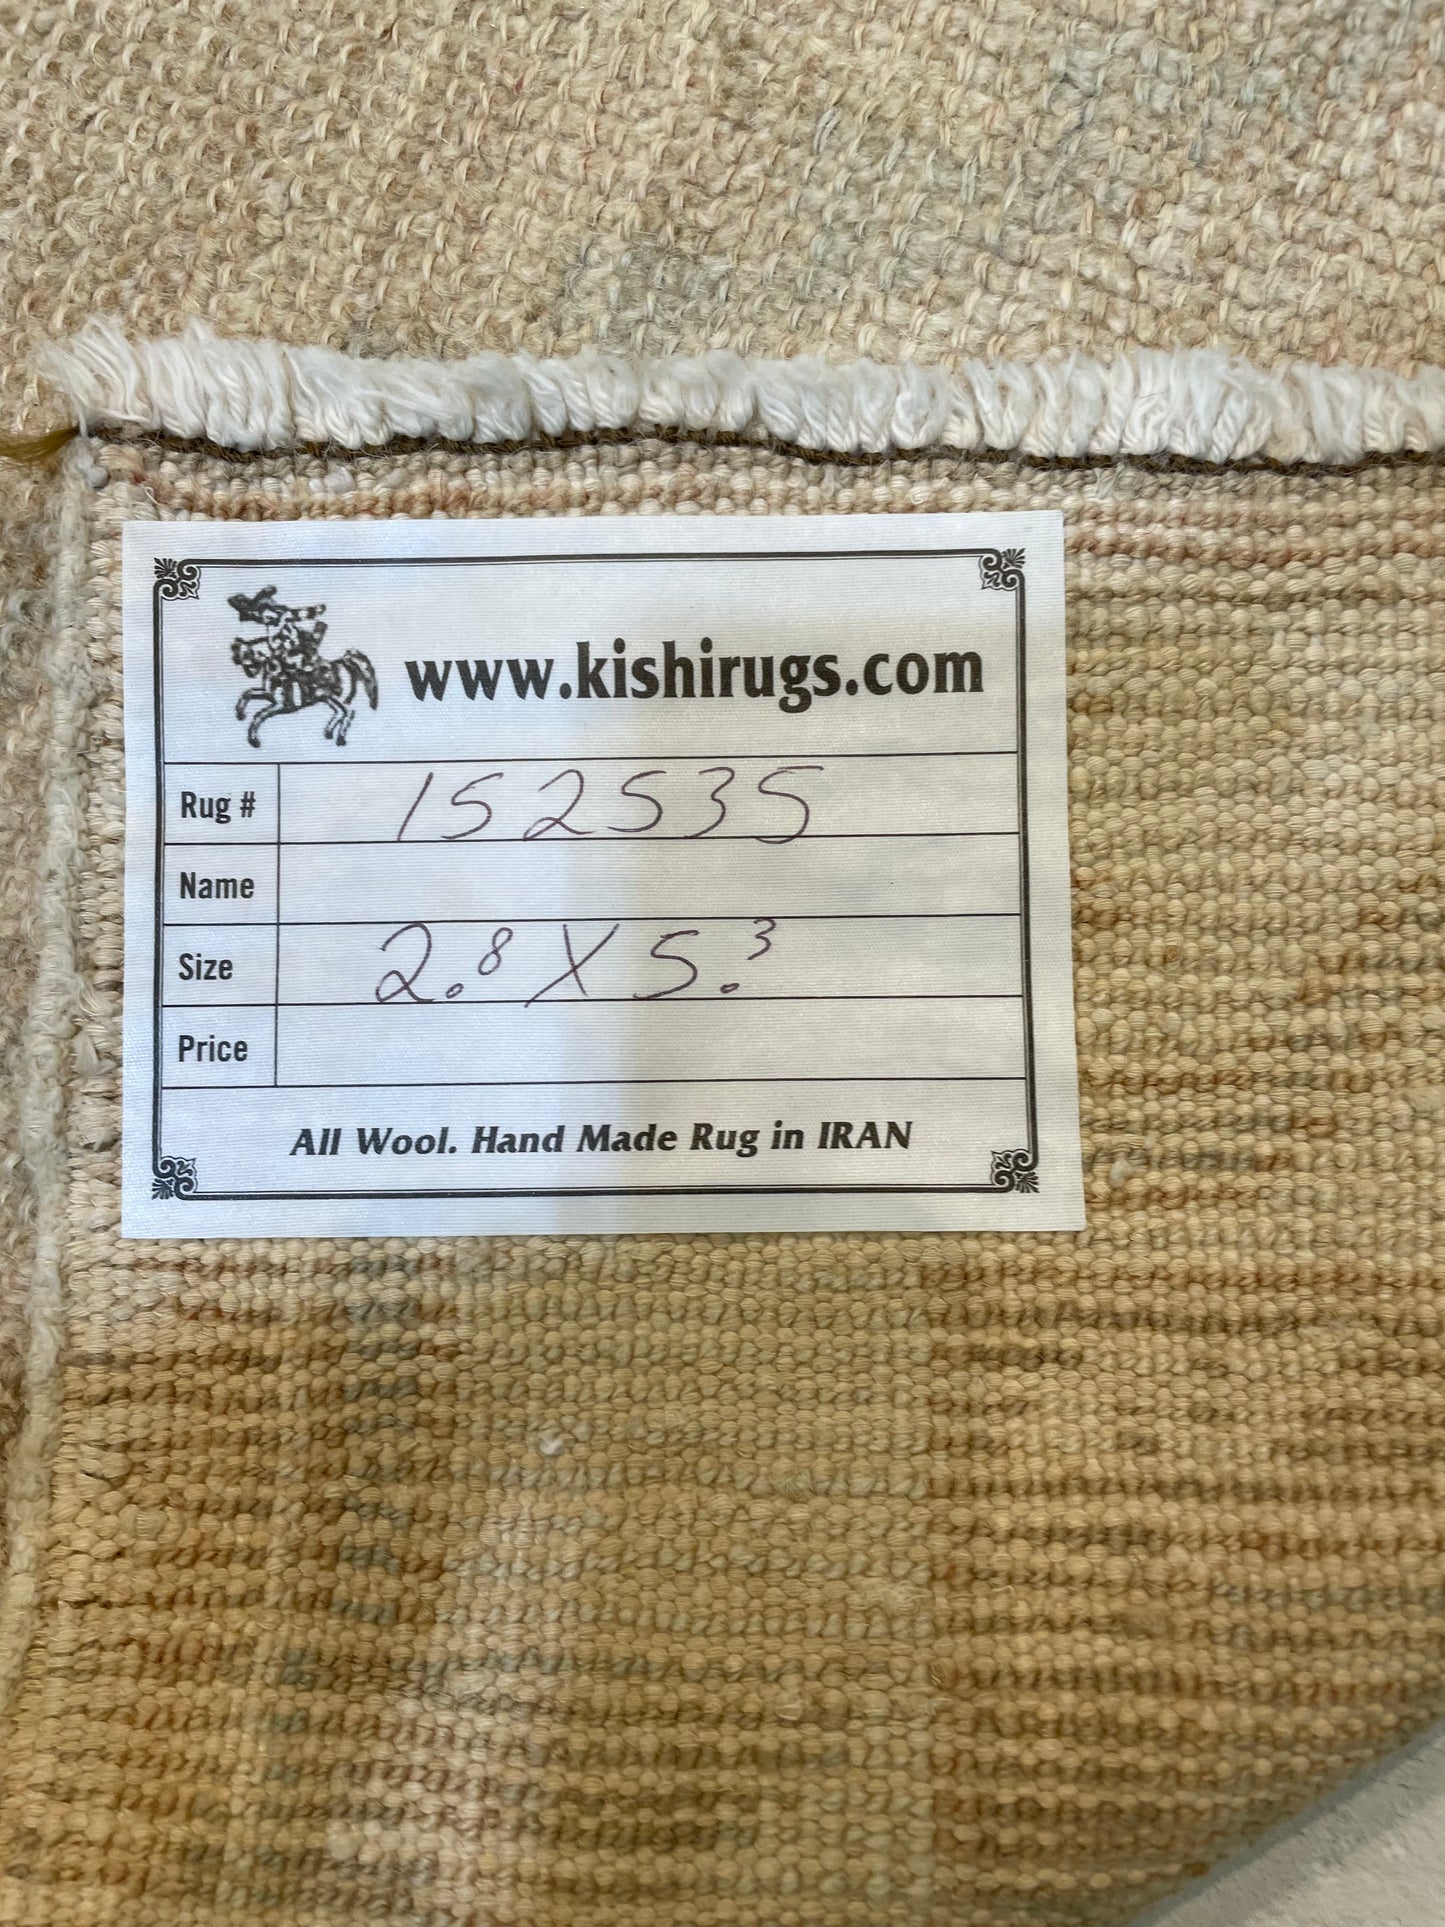 www.kishirugs.com
Rug # 152535
Name
Size 2.8 X 5.3
Price
All Wool. Hand Made Rug in IRAN